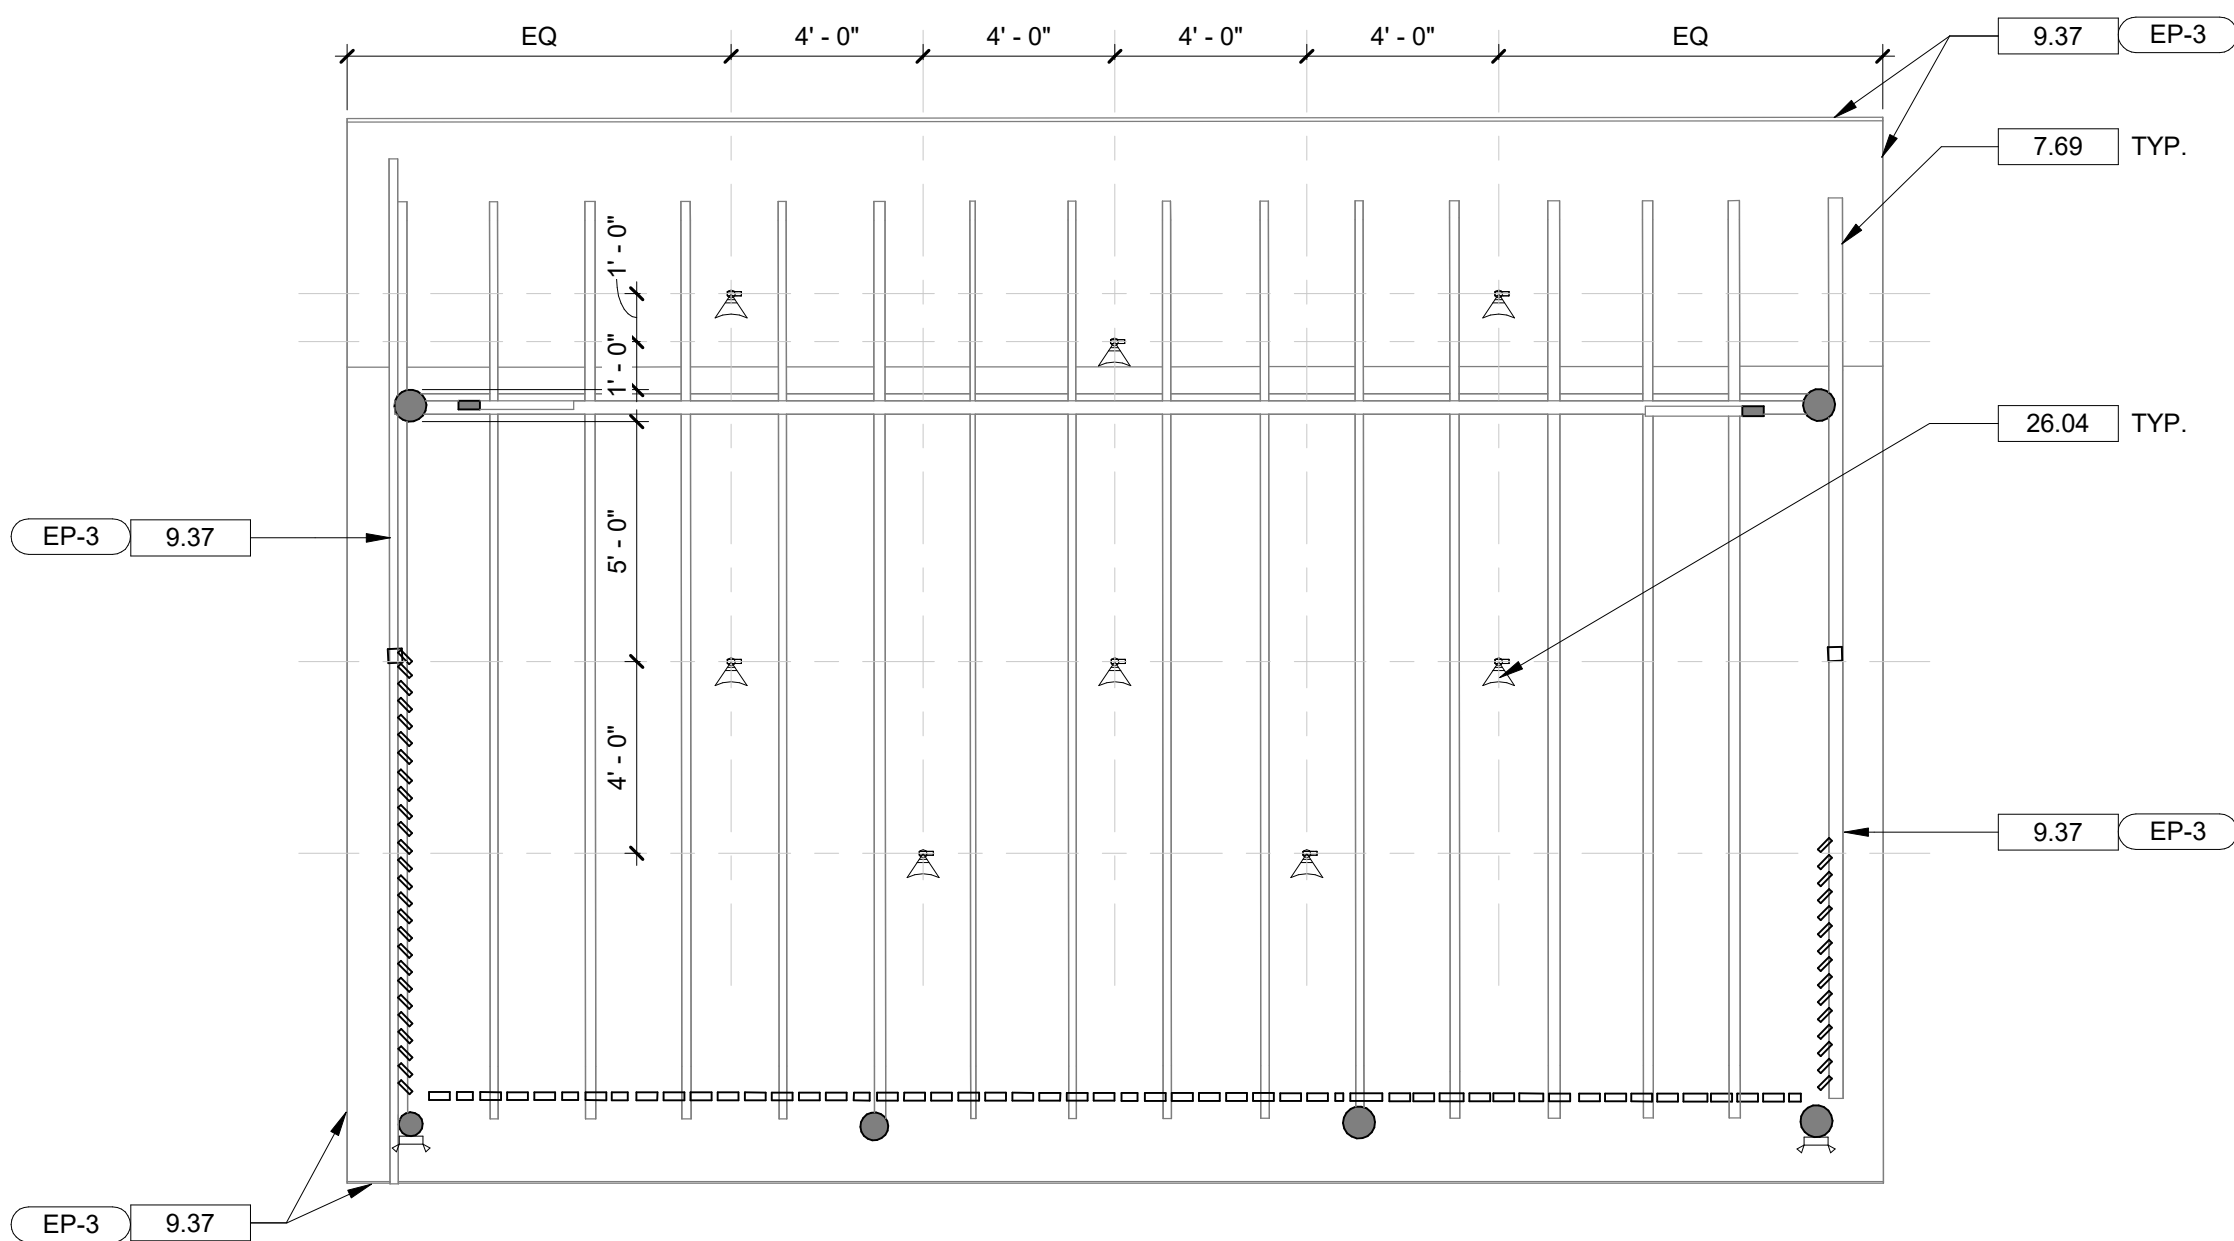 EQ 4' - 0" 4' - 0" 4' - 0" 4' - 0" EQ
9.37 EP-3
7.69 TYP.
1' - 0"
1' - 0"
26.04 TYP.
5' - 0"
EP-3 9.37
4' - 0"
9.37 EP-3
EP-3 9.37